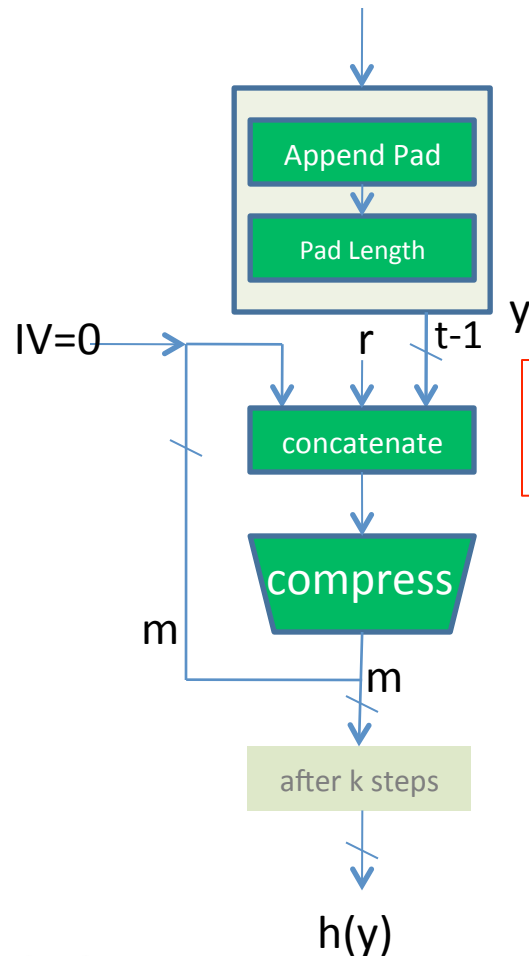 Append Pad
Pad Length
y
IV=0
r
t-1
concatenate
compress
m
m
after k steps
h(y)